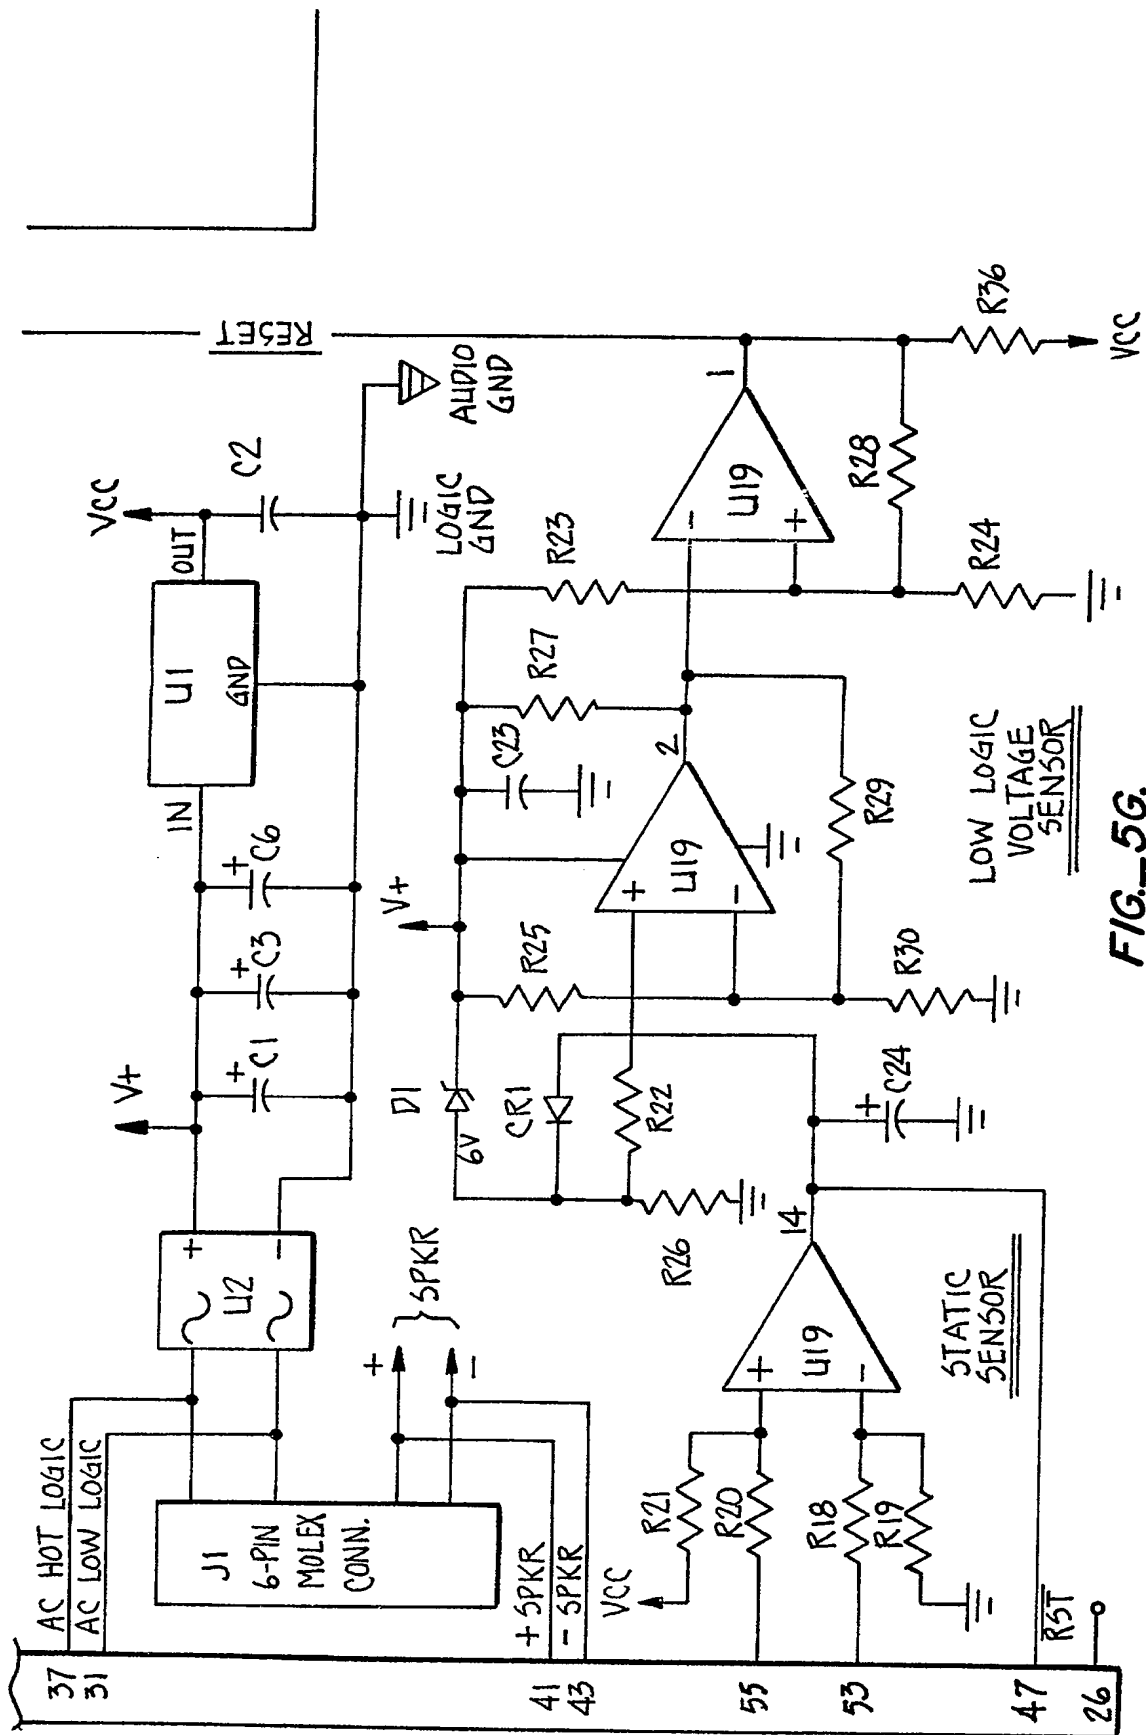 37
AC HOT LOGIC
31
AC LOW LOGIC
J1
6-PIN
MOLEX
CONN.
U2
+
-
V+
+
C1
+
C3
+
C6
IN
U1
GND
OUT
VCC
C2
LOGIC
GND
AUDIO
GND
RESET
+
-
SPKR
41
+ SPKR
43
- SPKR
VCC
R21
55
R20
53
R18
R19
+
-
U19
14
STATIC
SENSOR
47
RST
26
D1
6V
CR1
R22
R26
+
C24
V+
R25
R30
+
-
U19
2
C23
R27
R29
R23
-
+
U19
1
R28
R24
R36
VCC
LOW LOGIC
VOLTAGE
SENSOR
FIG._5G.